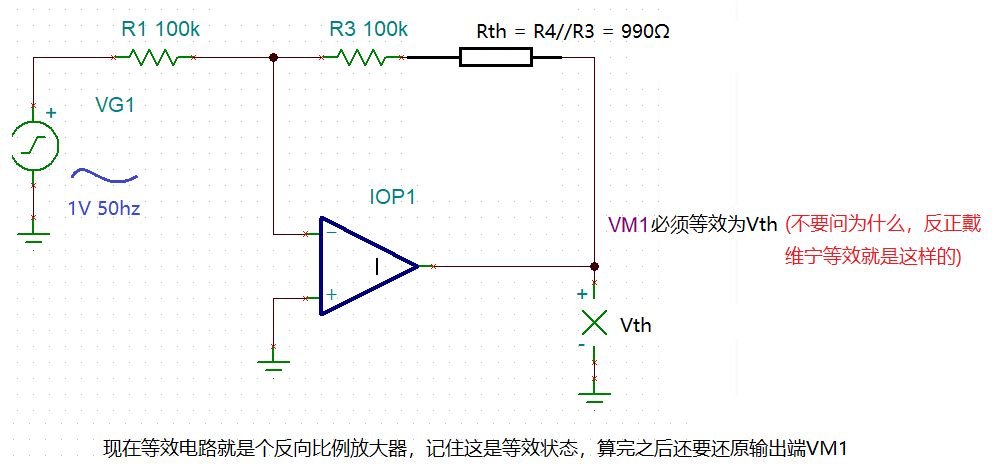 R1 100k
R3 100k
Rth = R4//R3 = 990Ω
VG1
+
1V 50hz
IOP1
−
I
+
VM1必须等效为Vth (不要问为什么，反正戴
维宁等效就是这样的)
+
Vth
-
现在等效电路就是个反向比例放大器，记住这是等效状态，算完之后还要还原输出端VM1